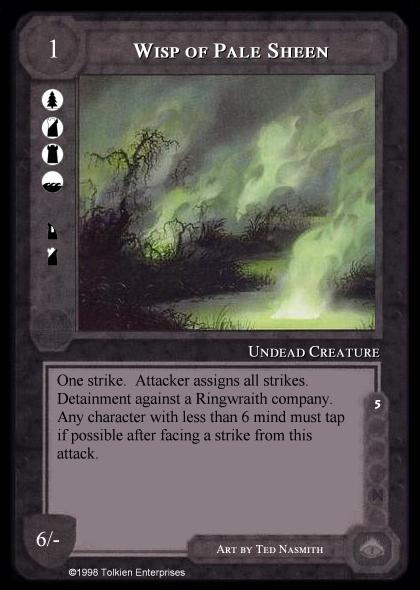 1
Wisp of Pale Sheen
Undead Creature
One strike. Attacker assigns all strikes.
Detainment against a Ringwraith company.
Any character with less than 6 mind must tap
if possible after facing a strike from this
attack.
5
6/-
Art by Ted Nasmith
©1998 Tolkien Enterprises